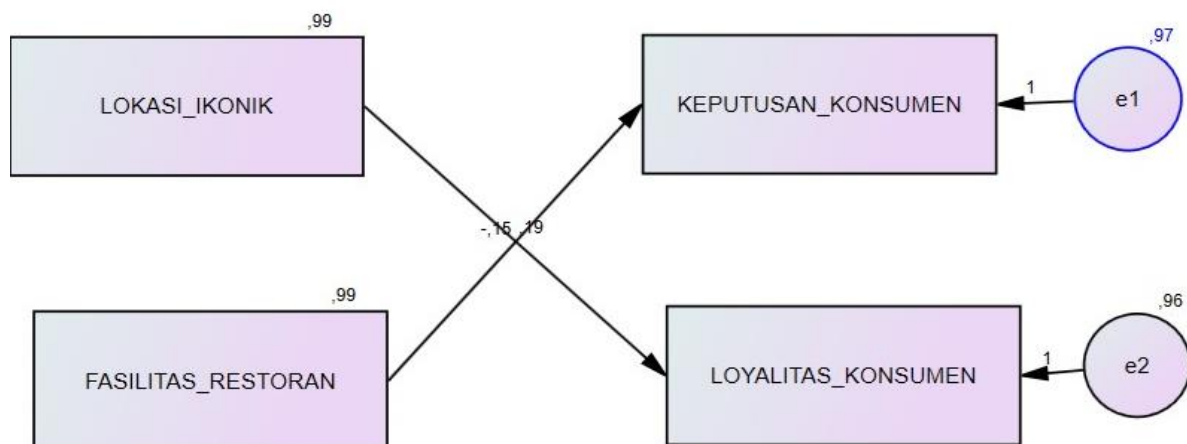 ,99
,97
LOKASI_IKONIK
KEPUTUSAN_KONSUMEN
1
e1
-,15 ,19
,99
,96
FASILITAS_RESTORAN
LOYALITAS_KONSUMEN
1
e2